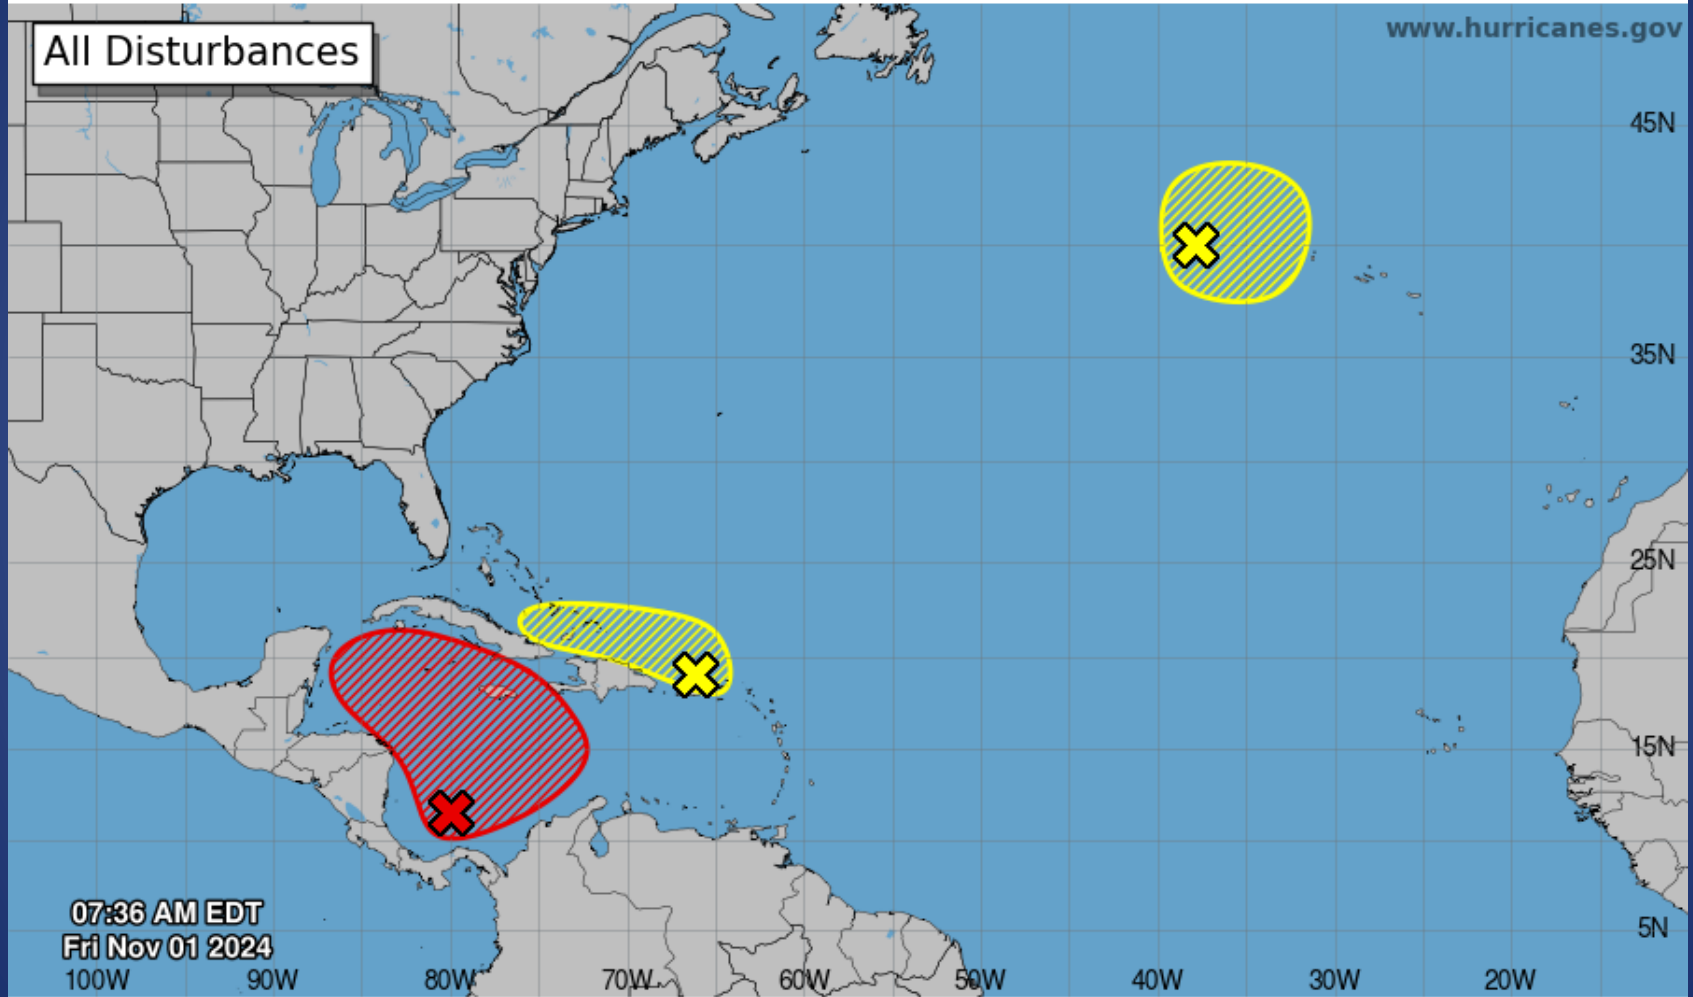 All Disturbances
www.hurricanes.gov
45N
35N
25N
15N
5N
07:36 AM EDT
Fri Nov 01 2024
100W 90W 80W 70W 60W 50W 40W 30W 20W